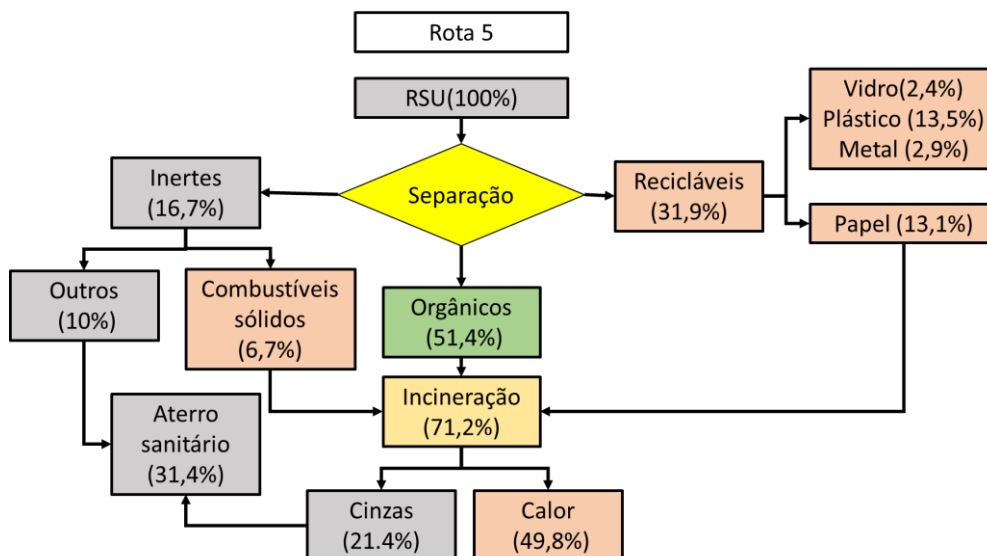 Rota 5
RSU(100%)
Vidro(2,4%)
Plástico (13,5%)
Metal (2,9%)
Inertes
(16,7%)
Separação
Recicláveis
(31,9%)
Papel (13,1%)
Outros
(10%)
Combustíveis
sólidos
(6,7%)
Orgânicos
(51,4%)
Incineração
(71,2%)
Aterro
sanitário
(31,4%)
Cinzas
(21.4%)
Calor
(49,8%)